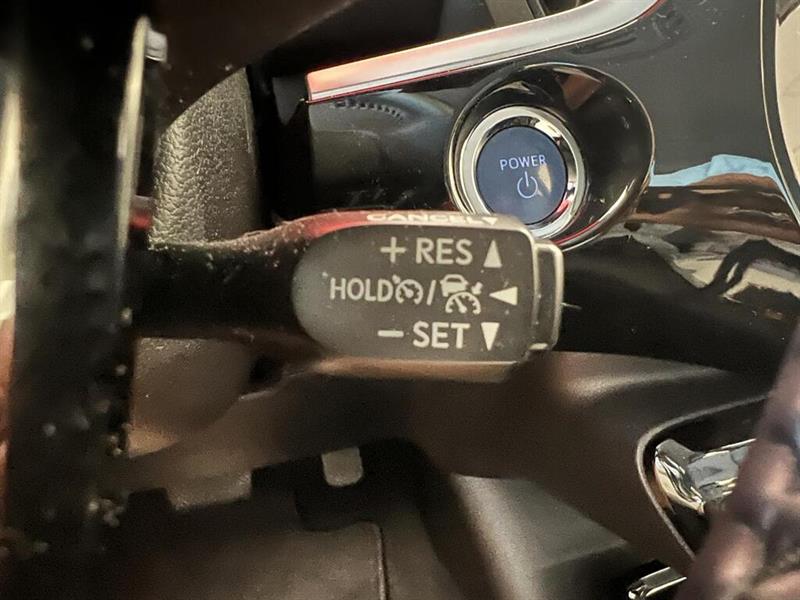 POWER
CANCEL
+ RES
HOLD /
- SET